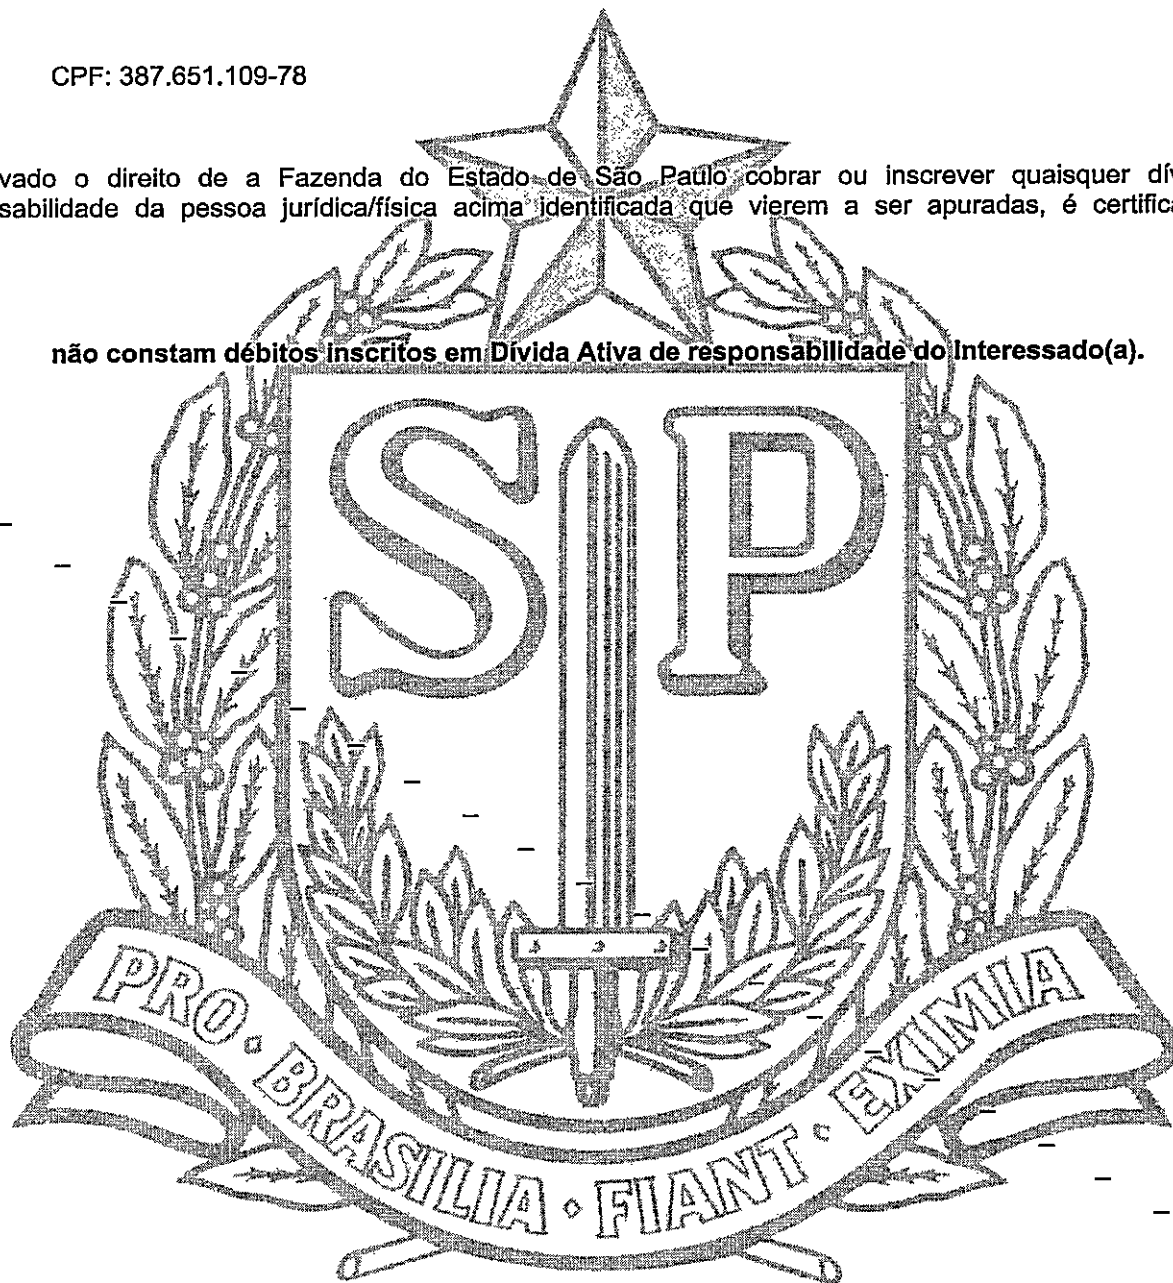 CPF: 387.651.109-78
vado o direito de a Fazenda do Estado de São Paulo cobrar ou inscrever quaisquer dív
sabilidade da pessoa jurídica/física acima identificada que vierem a ser apuradas, é certifica
não constam débitos inscritos em Dívida Ativa de responsabilidade do Interessado(a).
SP
PRO • BRASILIA • FIANT • EXIMIA